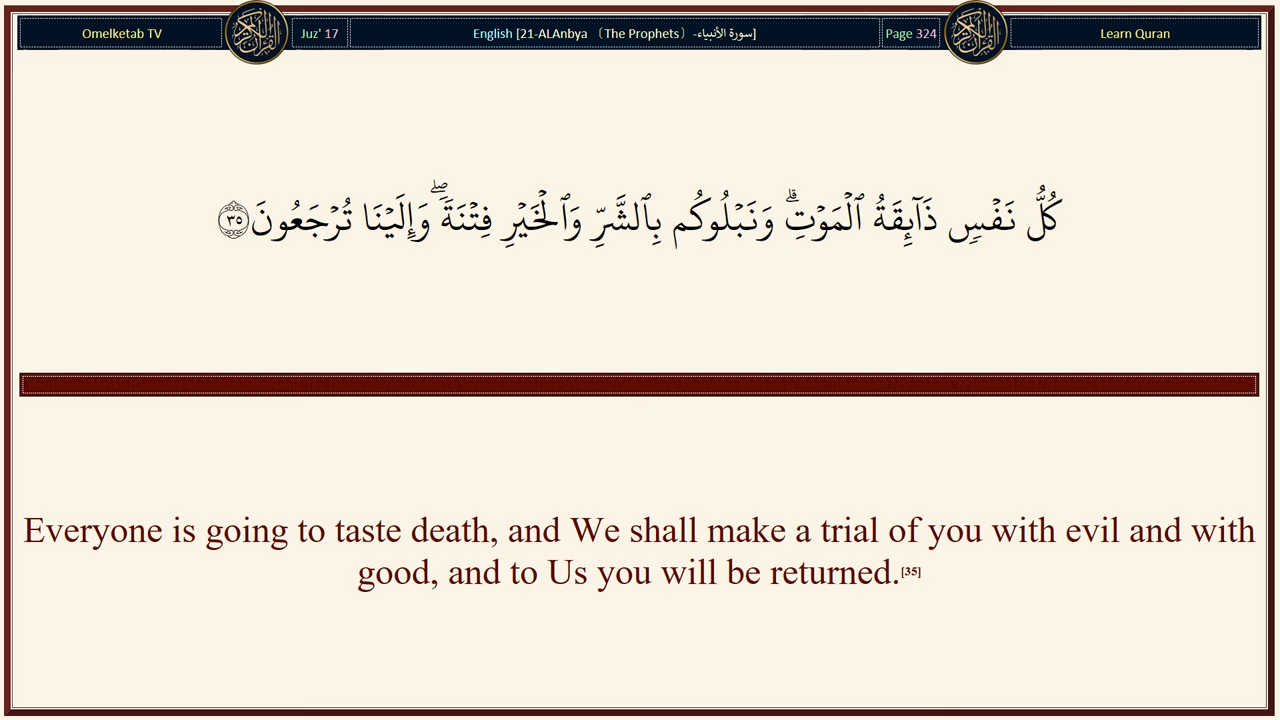 Omelketab TV
Juz' 17
English [21-ALAnbya （The Prophets） -سورة الأنبياء]
Page 324
Learn Quran
كُلُّ نَفۡسٖ ذَآئِقَةُ ٱلۡمَوۡتِۗ وَنَبۡلُوكُم بِٱلشَّرِّ وَٱلۡخَيۡرِ فِتۡنَةٗۖ وَإِلَيۡنَا تُرۡجَعُونَ ٣٥
Everyone is going to taste death, and We shall make a trial of you with evil and with
good, and to Us you will be returned.[35]